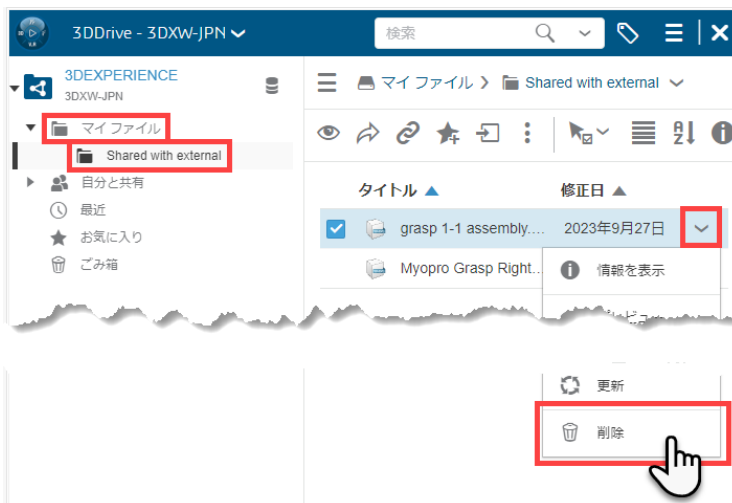 3DDrive - 3DXW-JPN
検索
3DEXPERIENCE
3DXW-JPN
マイ ファイル
Shared with external
自分と共有
最近
お気に入り
ごみ箱
マイ ファイル > Shared with external
タイトル 修正日
grasp 1-1 assembly.... 2023年9月27日
Myopro Grasp Right...
情報を表示
更新
削除